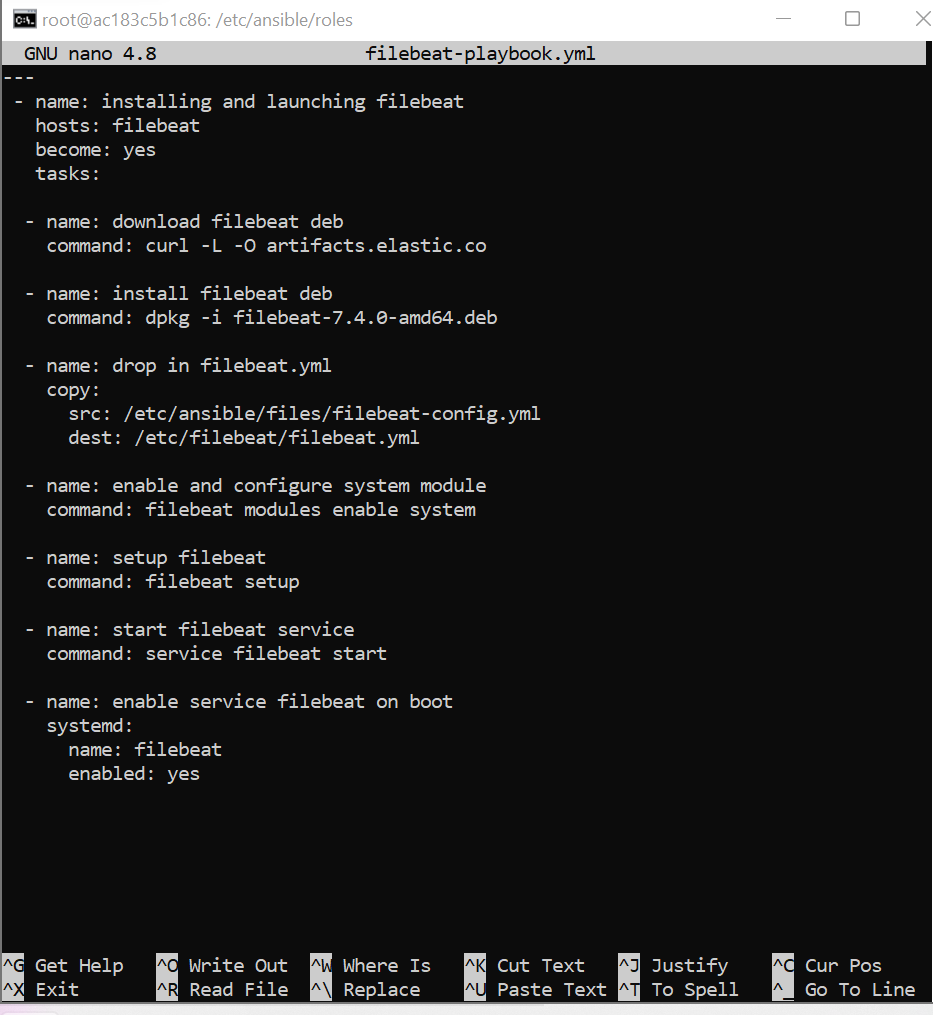 root@ac183c5b1c86: /etc/ansible/roles
GNU nano 4.8 filebeat-playbook.yml
---
- name: installing and launching filebeat
hosts: filebeat
become: yes
tasks:
- name: download filebeat deb
command: curl -L -O artifacts.elastic.co
- name: install filebeat deb
command: dpkg -i filebeat-7.4.0-amd64.deb
- name: drop in filebeat.yml
copy:
src: /etc/ansible/files/filebeat-config.yml
dest: /etc/filebeat/filebeat.yml
- name: enable and configure system module
command: filebeat modules enable system
- name: setup filebeat
command: filebeat setup
- name: start filebeat service
command: service filebeat start
- name: enable service filebeat on boot
systemd:
name: filebeat
enabled: yes
^G Get Help ^O Write Out ^W Where Is ^K Cut Text ^J Justify ^C Cur Pos
^X Exit ^R Read File ^\ Replace ^U Paste Text ^T To Spell ^_ Go To Line